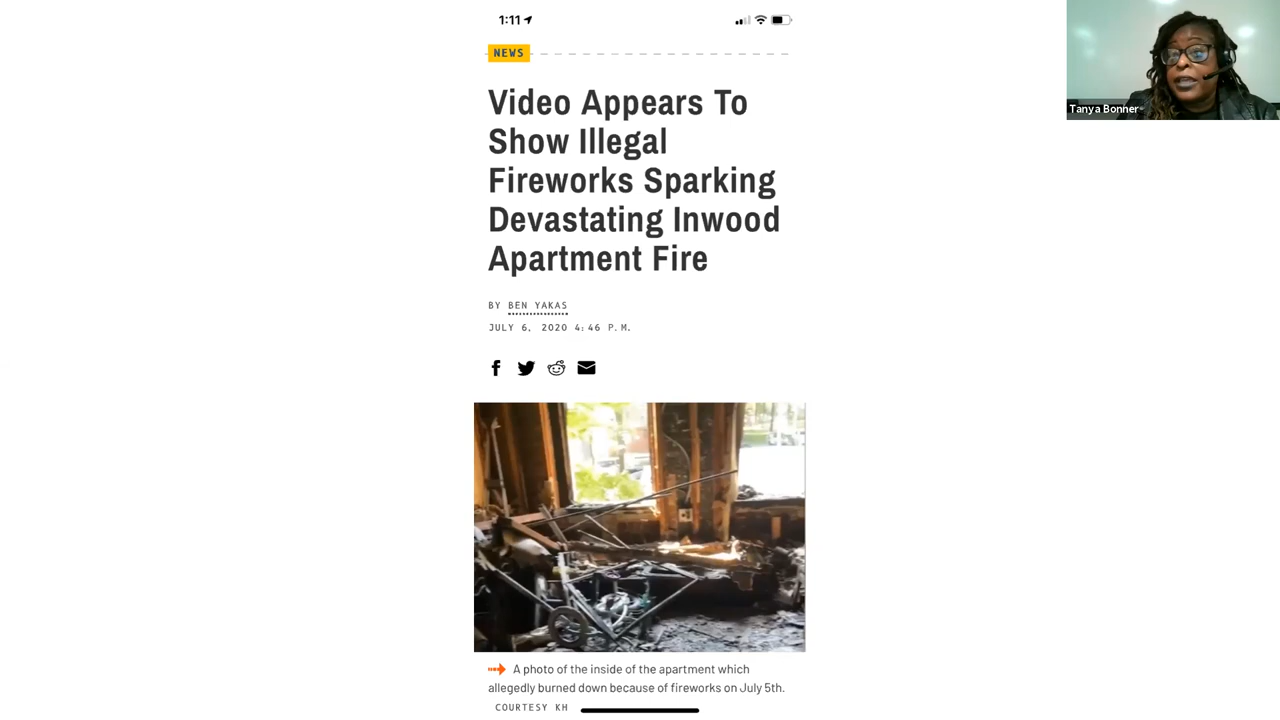 1:11
NEWS
Video Appears To
Show Illegal
Fireworks Sparking
Devastating Inwood
Apartment Fire
BY BEN YAKAS
JULY 6, 2020 4:46 P.M.
A photo of the inside of the apartment which
allegedly burned down because of fireworks on July 5th.
COURTESY KH
Tanya Bonner